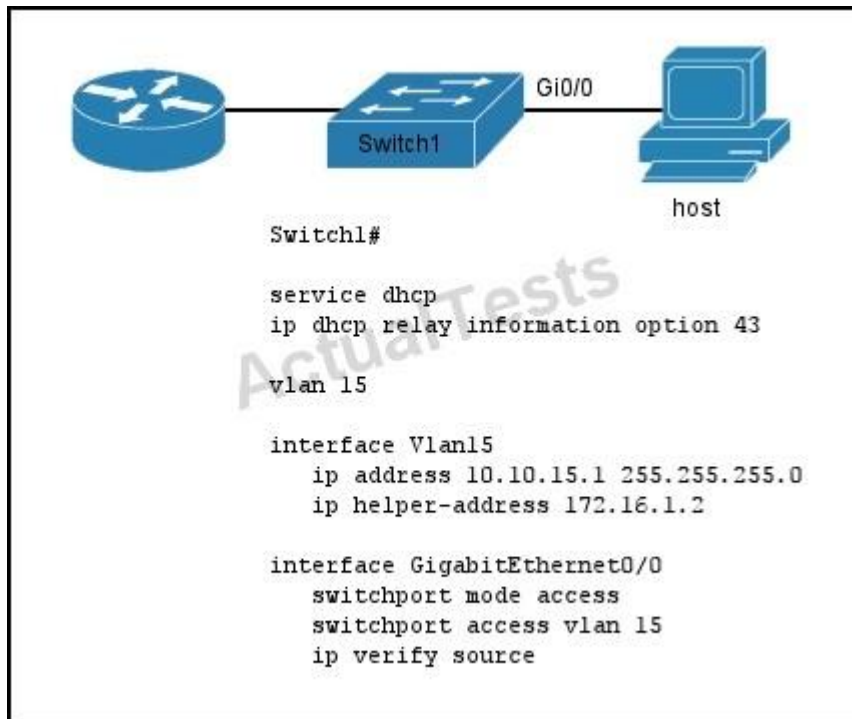 Gi0/0
Switch1
host
Switch1#
service dhcp
ip dhcp relay information option 43
ActualTests
vlan 15
interface Vlan15
ip address 10.10.15.1 255.255.255.0
ip helper-address 172.16.1.2
interface GigabitEthernet0/0
switchport mode access
switchport access vlan 15
ip verify source